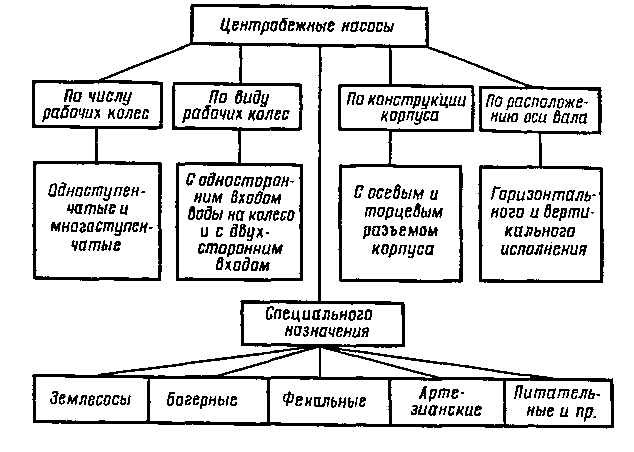 Центробежные насосы
По числу
рабочих колес
По виду
рабочих колес
По конструкции
корпуса
По расположе-
нию оси вала
Одноступен-
чатые и
многоступен-
чатые
С односторон-
ним входом
воды на колесо
и с двух-
сторонним
входом
С осевым и
торцевым
разъемом
корпуса
Горизонталь-
ного и верти-
кального
исполнения
Специального
назначения
Землесосы
Багерные
Фекальные
Арте-
зианские
Питатель-
ные и пр.